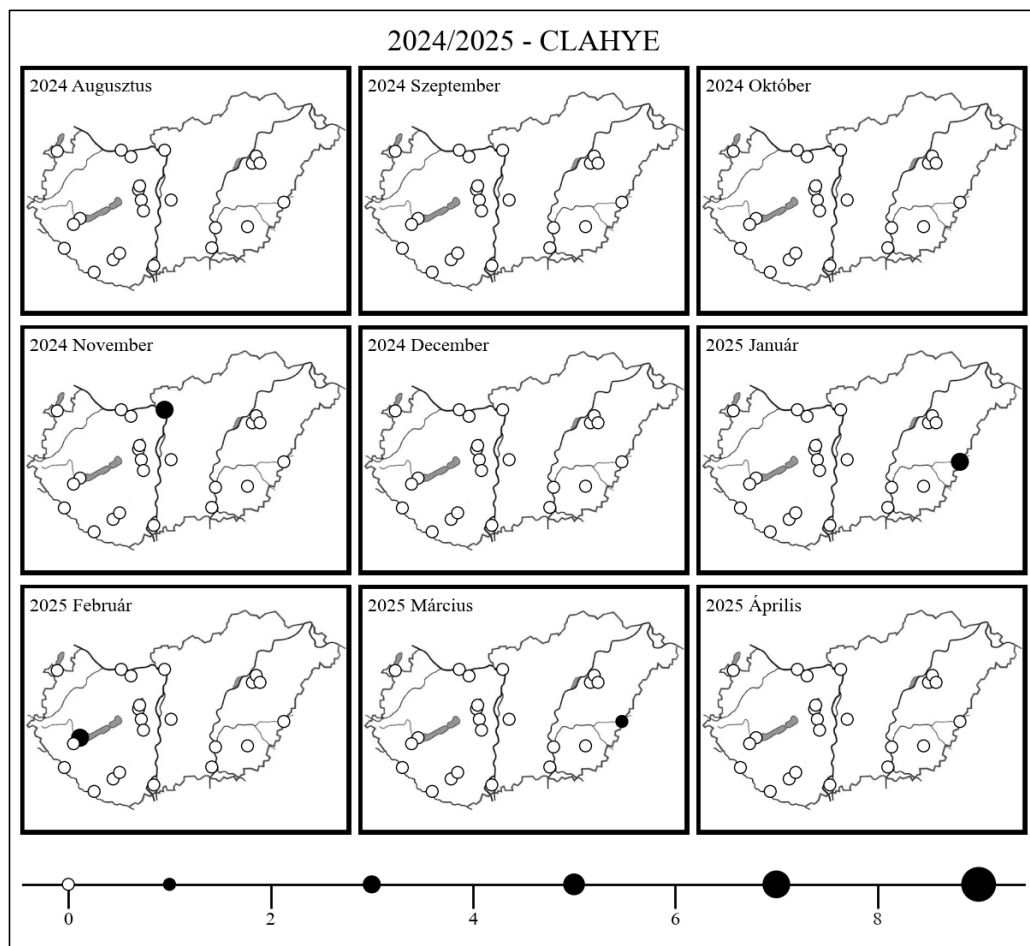 2024/2025 - CLAHYE
2024 Augusztus
2024 Szeptember
2024 Október
2024 November
2024 December
2025 Január
2025 Február
2025 Március
2025 Április
0
2
4
6
8